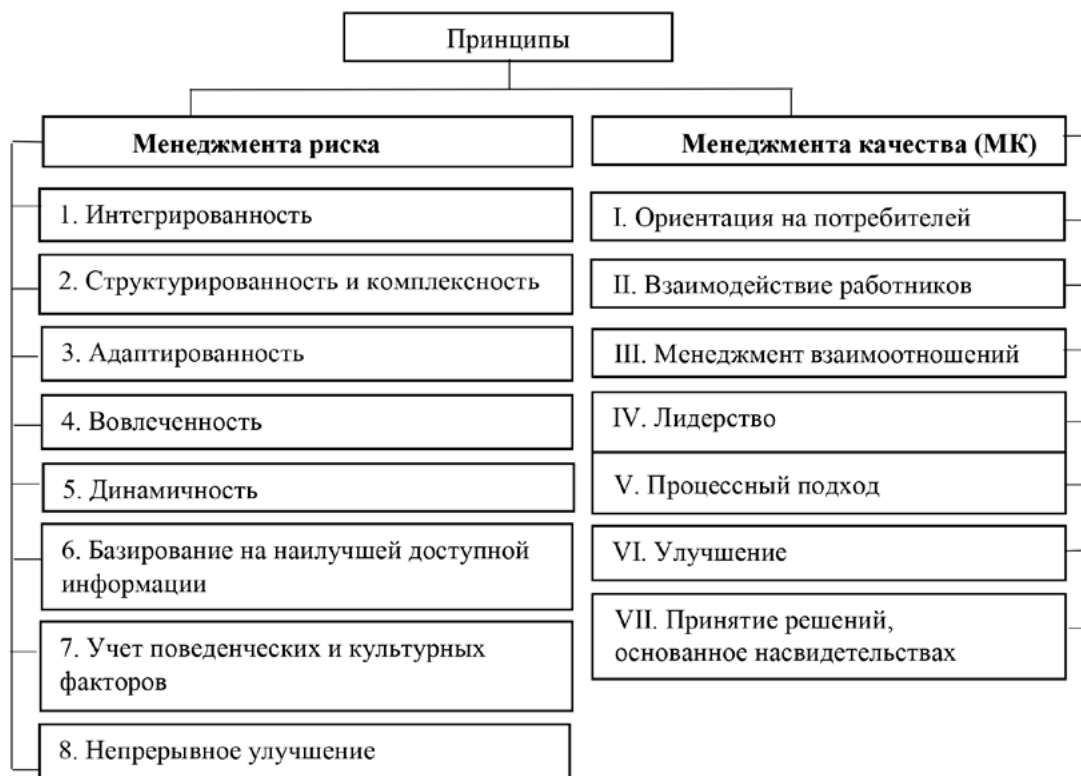 Принципы
Менеджмента риска
1. Интегрированность
2. Структурированность и комплексность
3. Адаптированность
4. Вовлеченность
5. Динамичность
6. Базирование на наилучшей доступной
информации
7. Учет поведенческих и культурных
факторов
8. Непрерывное улучшение
Менеджмента качества (МК)
I. Ориентация на потребителей
II. Взаимодействие работников
III. Менеджмент взаимоотношений
IV. Лидерство
V. Процессный подход
VI. Улучшение
VII. Принятие решений,
основанное насвидетельствах